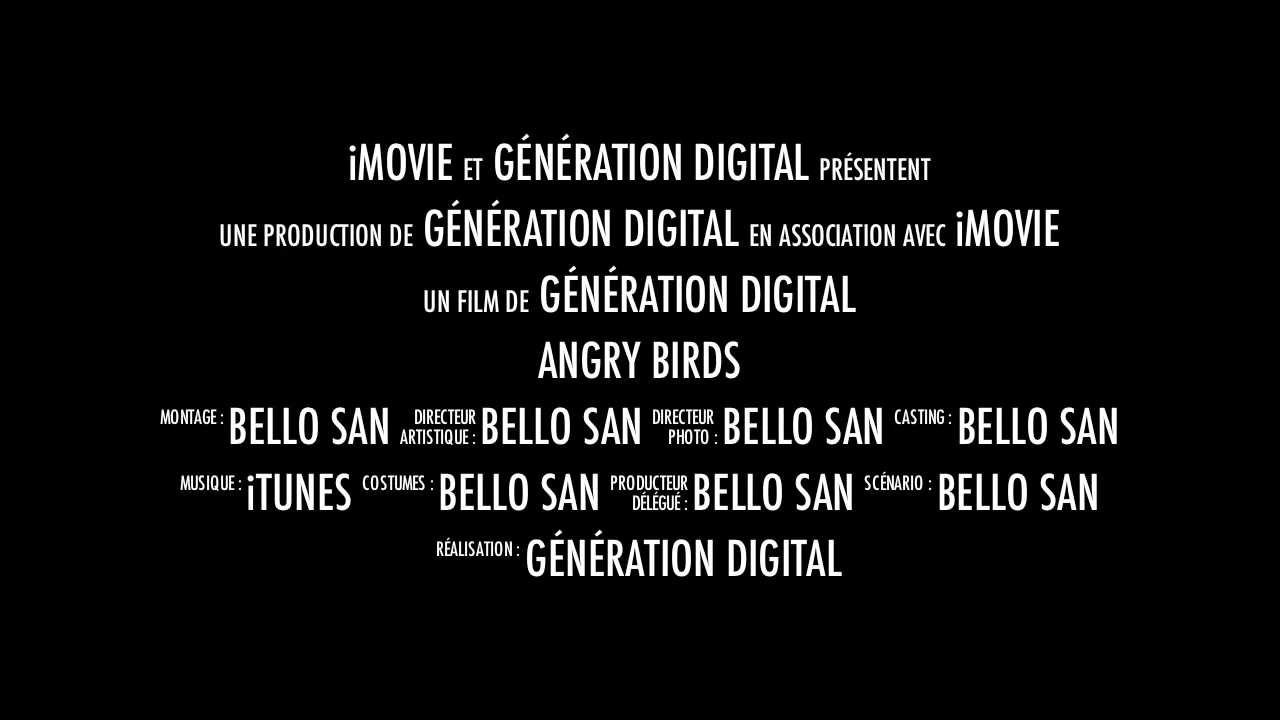 iMOVIE ET GÉNÉRATION DIGITAL PRÉSENTENT
UNE PRODUCTION DE GÉNÉRATION DIGITAL EN ASSOCIATION AVEC iMOVIE
UN FILM DE GÉNÉRATION DIGITAL
ANGRY BIRDS
MONTAGE : BELLO SAN DIRECTEUR ARTISTIQUE : BELLO SAN DIRECTEUR PHOTO : BELLO SAN CASTING : BELLO SAN
MUSIQUE : iTUNES COSTUMES : BELLO SAN PRODUCTEUR DÉLÉGUÉ : BELLO SAN SCÉNARIO : BELLO SAN
RÉALISATION : GÉNÉRATION DIGITAL